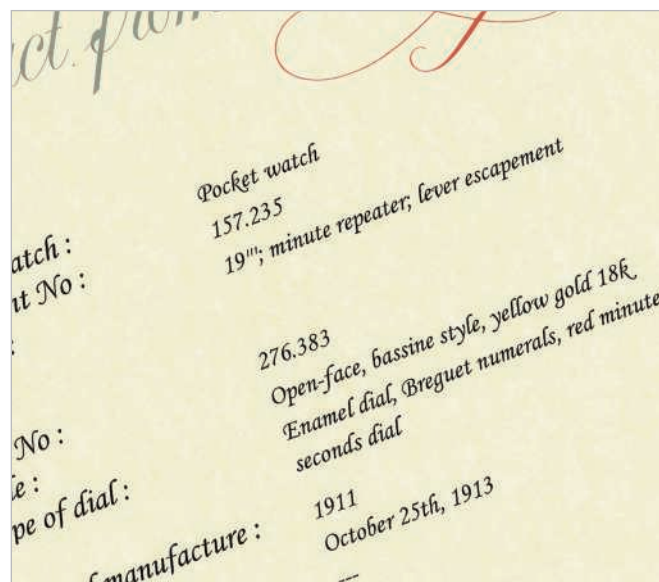 from
Pocket watch
atch : 157.235
nt No : 19'''; minute repeater; lever escapement
:
276.383
No : Open-face, bassine style, yellow gold 18k
e : Enamel dial, Breguet numerals, red minute
pe of dial : seconds dial
1911
manufacture : October 25th, 1913
---